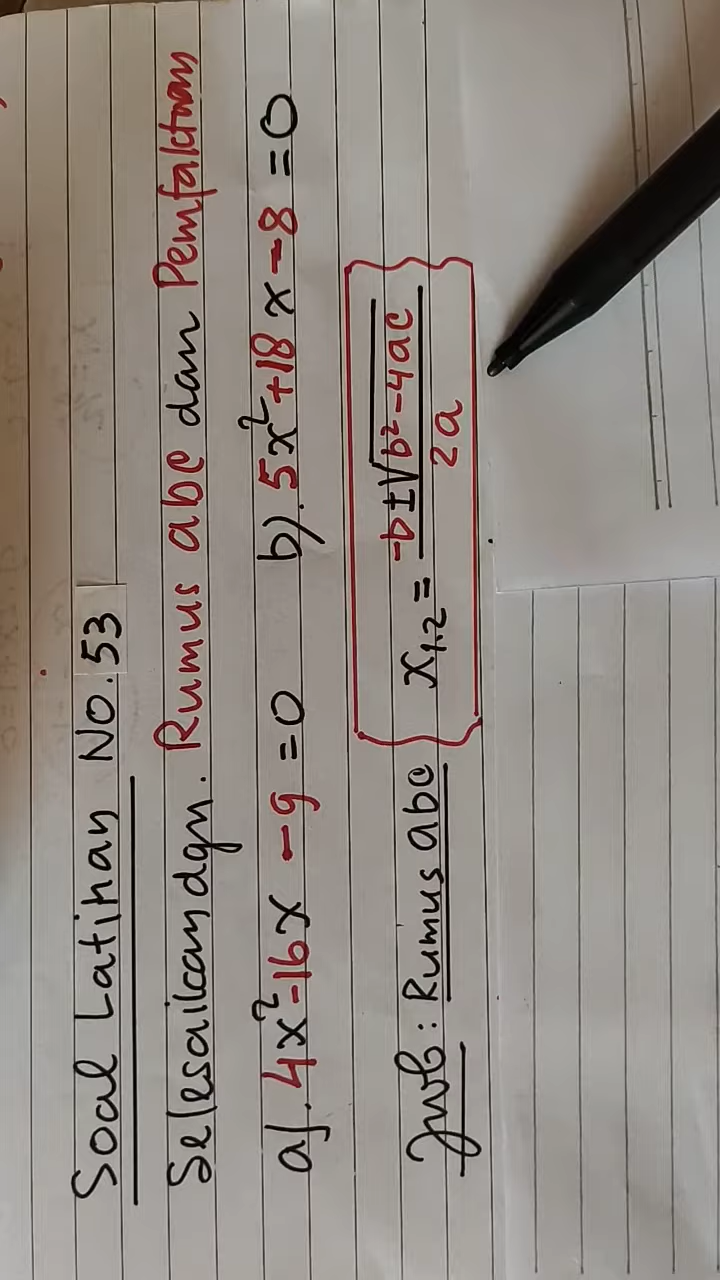 Soal Latihan No.53
Selesaikan dgn. Rumus abc dan Pemfaktoran
a). 4x²-16x -9 =0 b). 5x²+18x-8=0
Jwb: Rumus abc x₁.₂ = -b±√b²-4ac / 2a